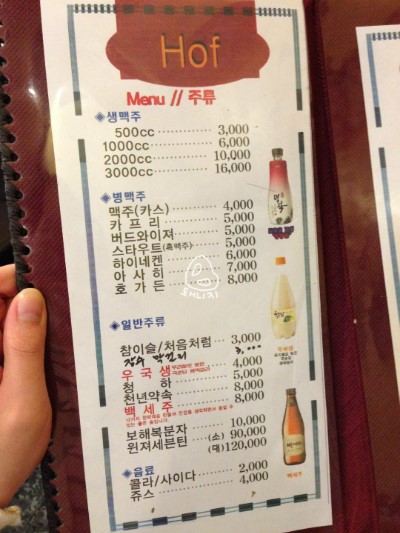 Hof
Menu // 주류
◈생맥주
500cc 3,000
1000cc 6,000
2000cc 10,000
3000cc 16,000
◈병맥주
맥주(카스) 4,000
카프리 5,000
버드와이져 5,000
스타우트(흑맥주) 5,000
하이네켄 6,000
아사히 7,000
호가든 8,000
◈일반주류
참이슬/처음처럼 3,000
장수 막걸리 3,000
우국생 4,000
청하 5,000
천년약속 8,000
백세주 8,000
보해복분자 10,000
윈져세븐틴 (소) 90,000
(대)120,000
◈음료
콜라/사이다 2,000
쥬스 4,000